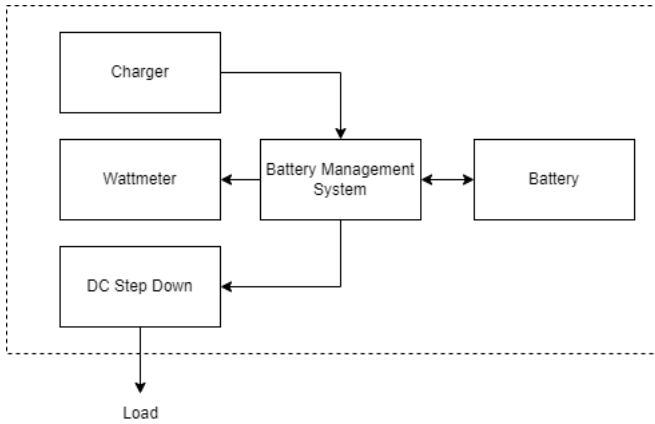 Charger
Wattmeter
Battery Management
System
Battery
DC Step Down
Load